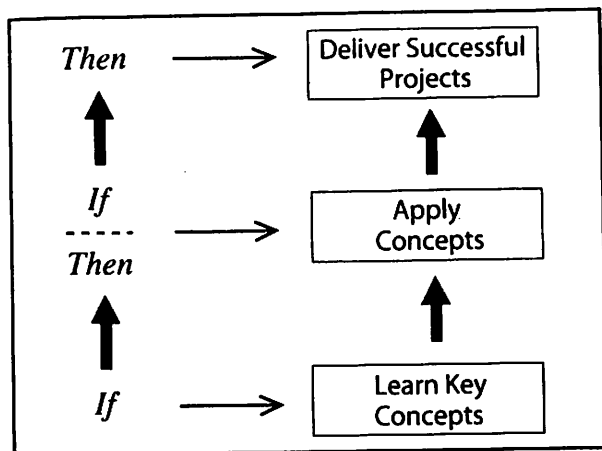 Then
Deliver Successful
Projects
If
Then
Apply
Concepts
If
Learn Key
Concepts